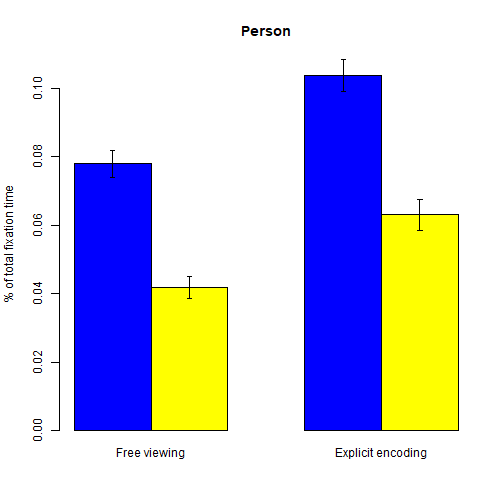 Person
% of total fixation time
0.10
0.08
0.06
0.04
0.02
0.00
Free viewing
Explicit encoding